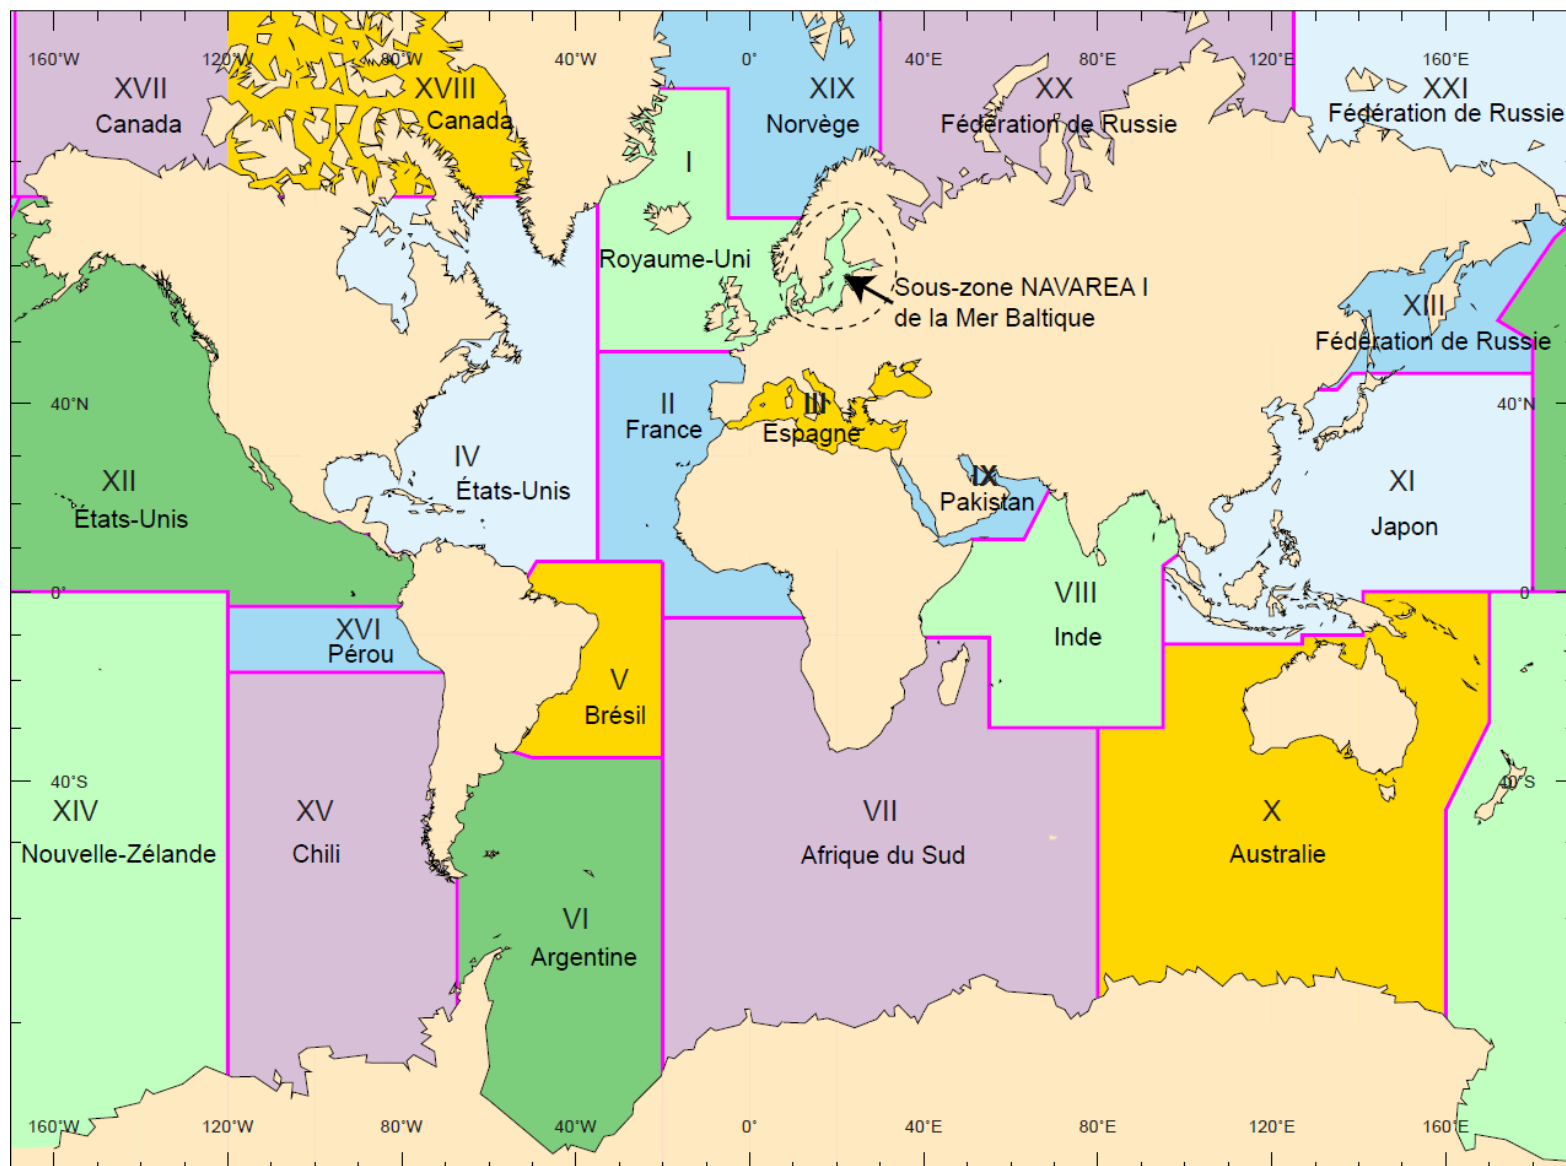 160°W
120°W
80°W
40°W
0°
40°E
80°E
120°E
160°E
XVII
Canada
XVIII
Canada
XIX
Norvège
XX
Fédération de Russie
XXI
Fédération de Russie
I
Royaume-Uni
Sous-zone NAVAREA I
de la Mer Baltique
XIII
Fédération de Russie
40°N
40°N
II
France
III
Espagne
IV
États-Unis
IX
Pakistan
XII
États-Unis
XI
Japon
0°
0°
VIII
Inde
XVI
Pérou
V
Brésil
40°S
40°S
XIV
Nouvelle-Zélande
XV
Chili
VII
Afrique du Sud
X
Australie
VI
Argentine
160°W
120°W
80°W
40°W
0°
40°E
80°E
120°E
160°E